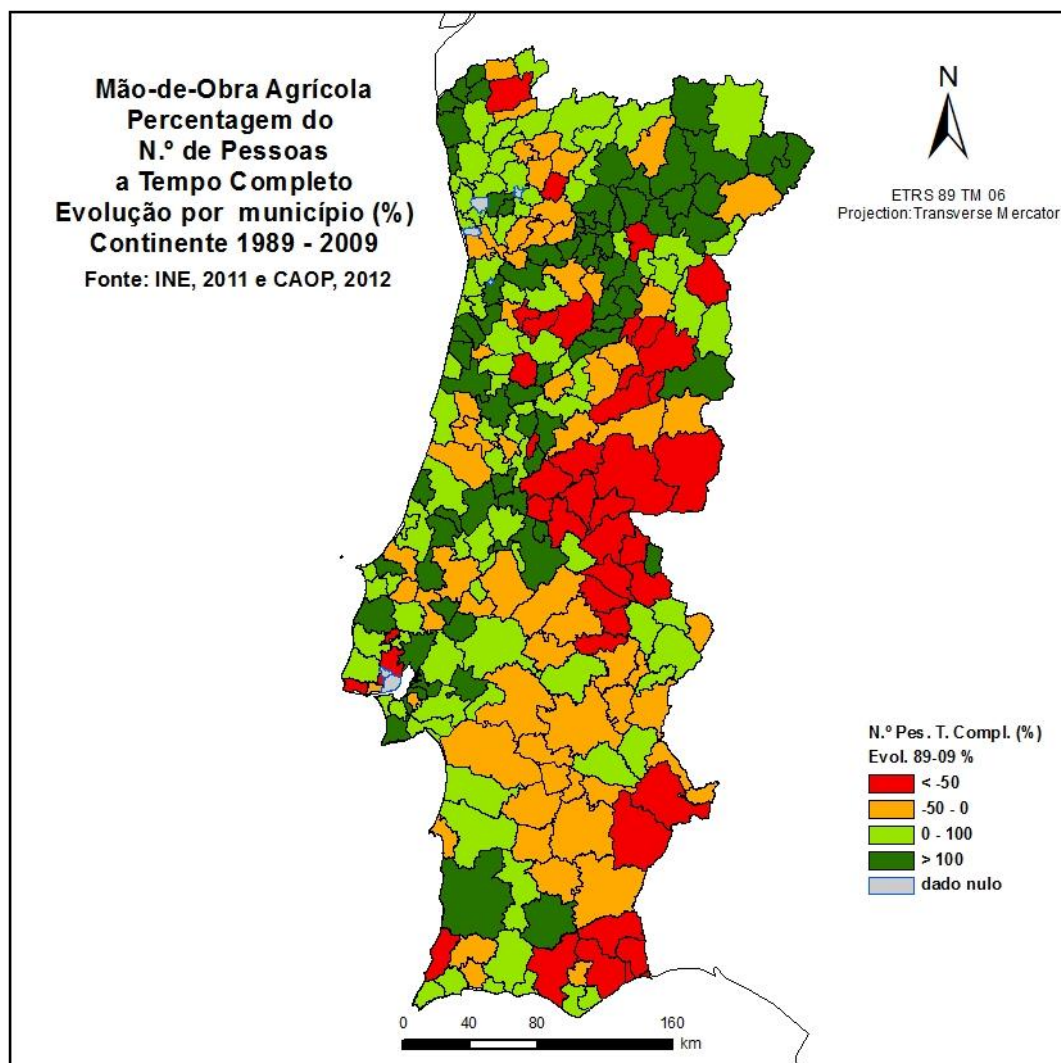 Mão-de-Obra Agrícola
Percentagem do
N.º de Pessoas
a Tempo Completo
Evolução por município (%)
Continente 1989 - 2009
Fonte: INE, 2011 e CAOP, 2012
N
ETRS 89 TM 06
Projection: Transverse Mercator
N.º Pes. T. Compl. (%)
Evol. 89-09 %
< -50
-50 - 0
0 - 100
> 100
dado nulo
0 40 80 160
km